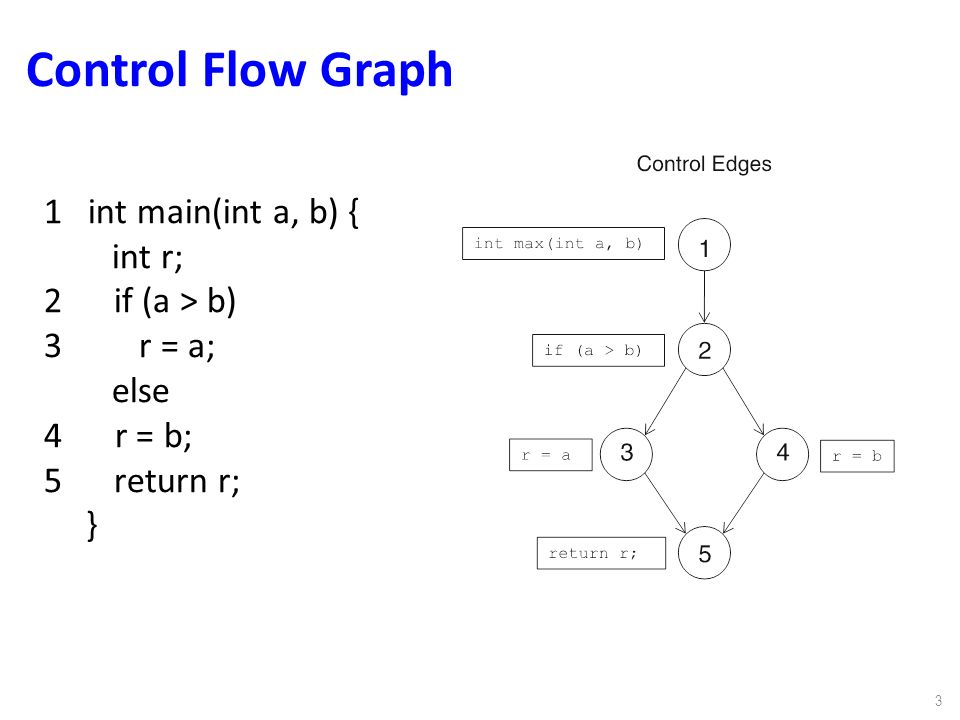 Control Flow Graph
1 int main(int a, b) {
int r;
2 if (a > b)
3 r = a;
else
4 r = b;
5 return r;
}
Control Edges
int max(int a, b)
1
if (a > b)
2
r = a
3
4
r = b
return r;
5
3